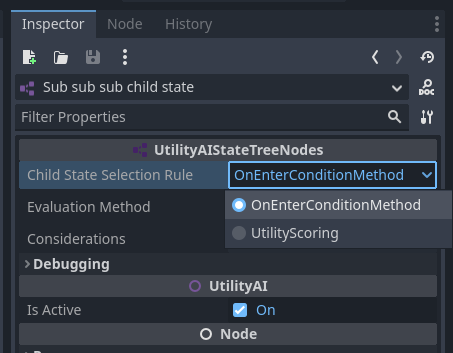 Inspector Node History
Sub sub sub child state
DOC
Filter Properties
UtilityAIStateTreeNodes
Child State Selection Rule OnEnterConditionMethod
Evaluation Method OnEnterConditionMethod
Considerations UtilityScoring
Debugging
UtilityAI
Is Active On
Node